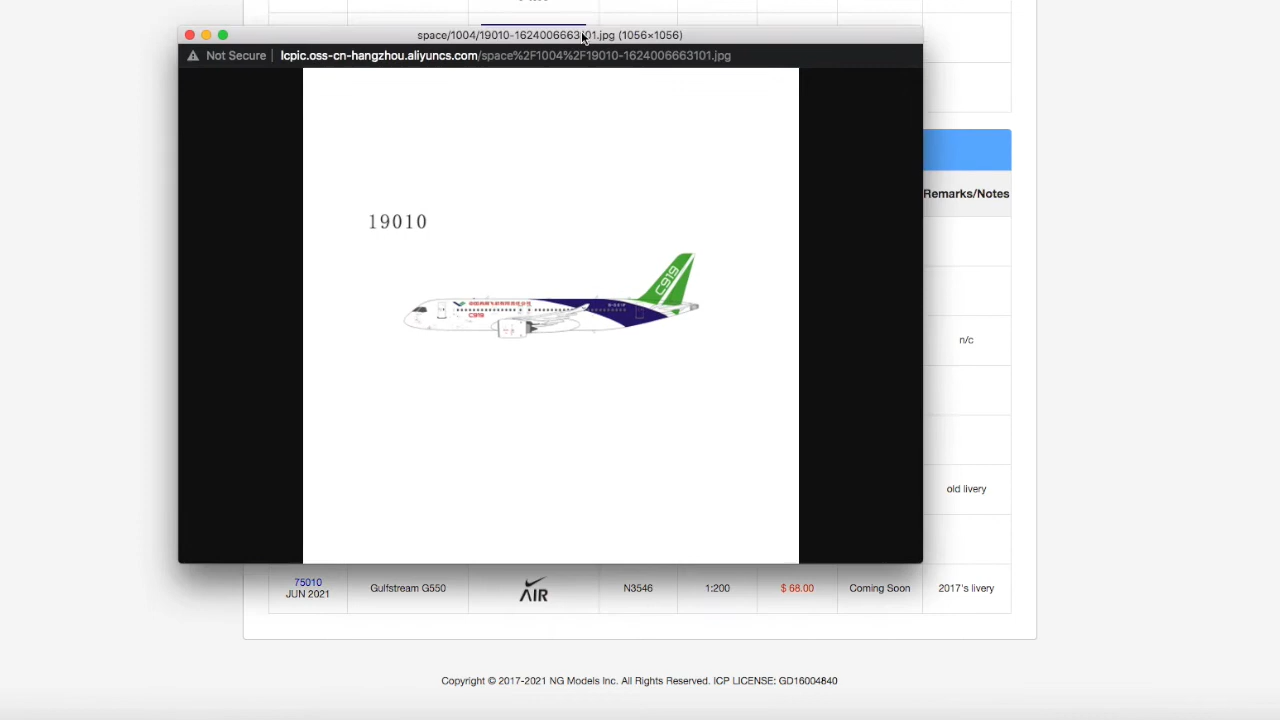 space/1004/19010-1624006663101.jpg (1056×1056)
Not Secure
lcpic.oss-cn-hangzhou.aliyuncs.com/space%2F1004%2F19010-1624006663101.jpg
Remarks/Notes
19010
C919
C919
n/c
old livery
75010
JUN 2021
Gulfstream G550
AIR
N3546
1:200
$ 68.00
Coming Soon
2017's livery
Copyright © 2017-2021 NG Models Inc. All Rights Reserved. ICP LICENSE: GD16004840